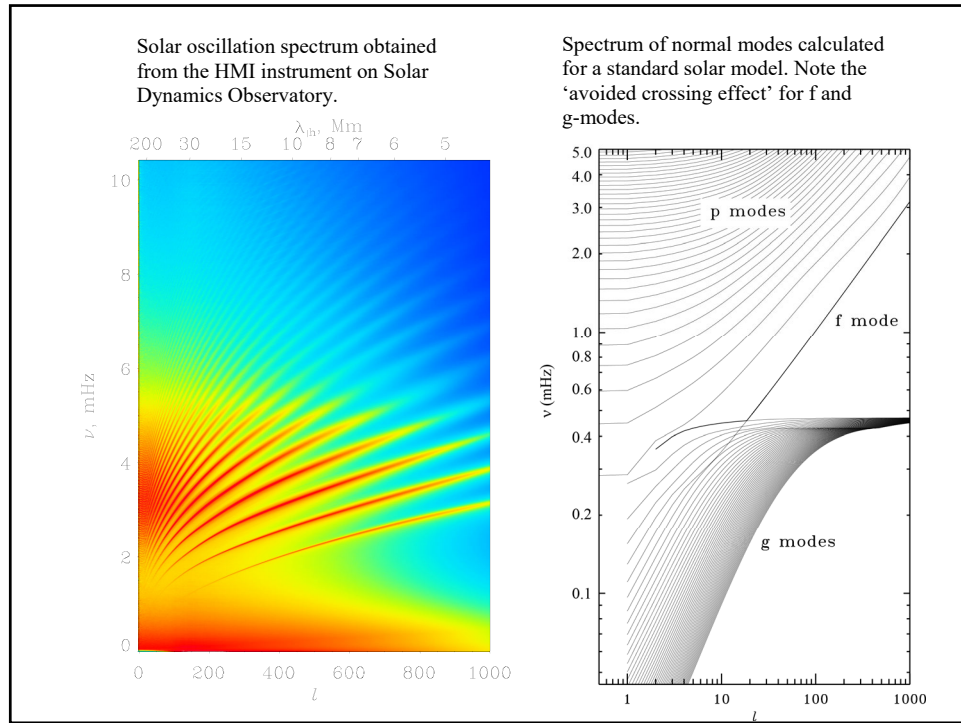 Solar oscillation spectrum obtained
from the HMI instrument on Solar
Dynamics Observatory.
λh, Mm
200 30 15 10 8 7 6 5
10
8
6
4
2
0
ν, mHz
0 200 400 600 800 1000
l
Spectrum of normal modes calculated
for a standard solar model. Note the
‘avoided crossing effect’ for f and
g-modes.
5.0
4.0
3.0
2.0
1.0
0.8
0.6
0.4
0.2
0.1
ν (mHz)
p modes
f mode
g modes
1 10 100 1000
l